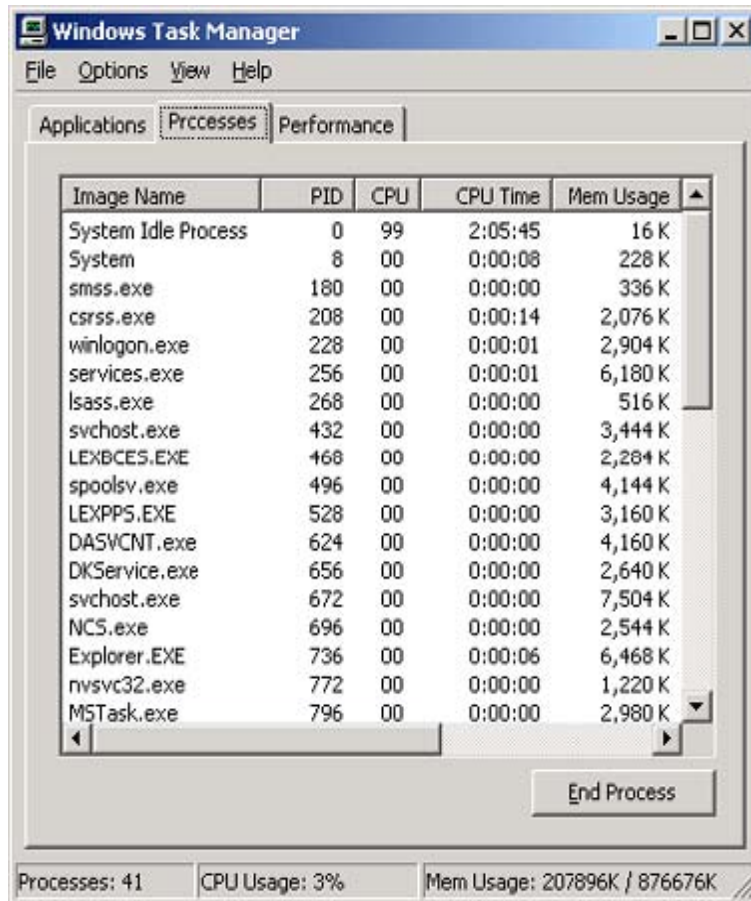 Windows Task Manager
File Options View Help
Applications Processes Performance
Image Name PID CPU CPU Time Mem Usage
System Idle Process 0 99 2:05:45 16 K
System 8 00 0:00:08 228 K
smss.exe 180 00 0:00:00 336 K
csrss.exe 208 00 0:00:14 2,076 K
winlogon.exe 228 00 0:00:01 2,904 K
services.exe 256 00 0:00:01 6,180 K
lsass.exe 268 00 0:00:00 516 K
svchost.exe 432 00 0:00:00 3,444 K
LEXBCES.EXE 468 00 0:00:00 2,284 K
spoolsv.exe 496 00 0:00:00 4,144 K
LEXPPS.EXE 528 00 0:00:00 3,160 K
DASVCNT.exe 624 00 0:00:00 4,160 K
DKService.exe 656 00 0:00:00 2,640 K
svchost.exe 672 00 0:00:00 7,504 K
NCS.exe 696 00 0:00:00 2,544 K
Explorer.EXE 736 00 0:00:06 6,468 K
nvsvc32.exe 772 00 0:00:00 1,220 K
MSTask.exe 796 00 0:00:00 2,980 K
End Process
Processes: 41 CPU Usage: 3% Mem Usage: 207896K / 876676K